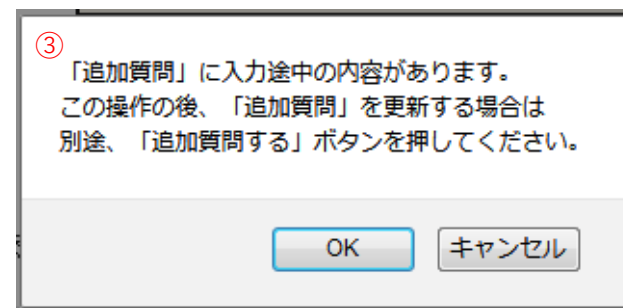 ③
「追加質問」に入力途中の内容があります。
この操作の後、「追加質問」を更新する場合は
別途、「追加質問する」ボタンを押してください。
OK
キャンセル